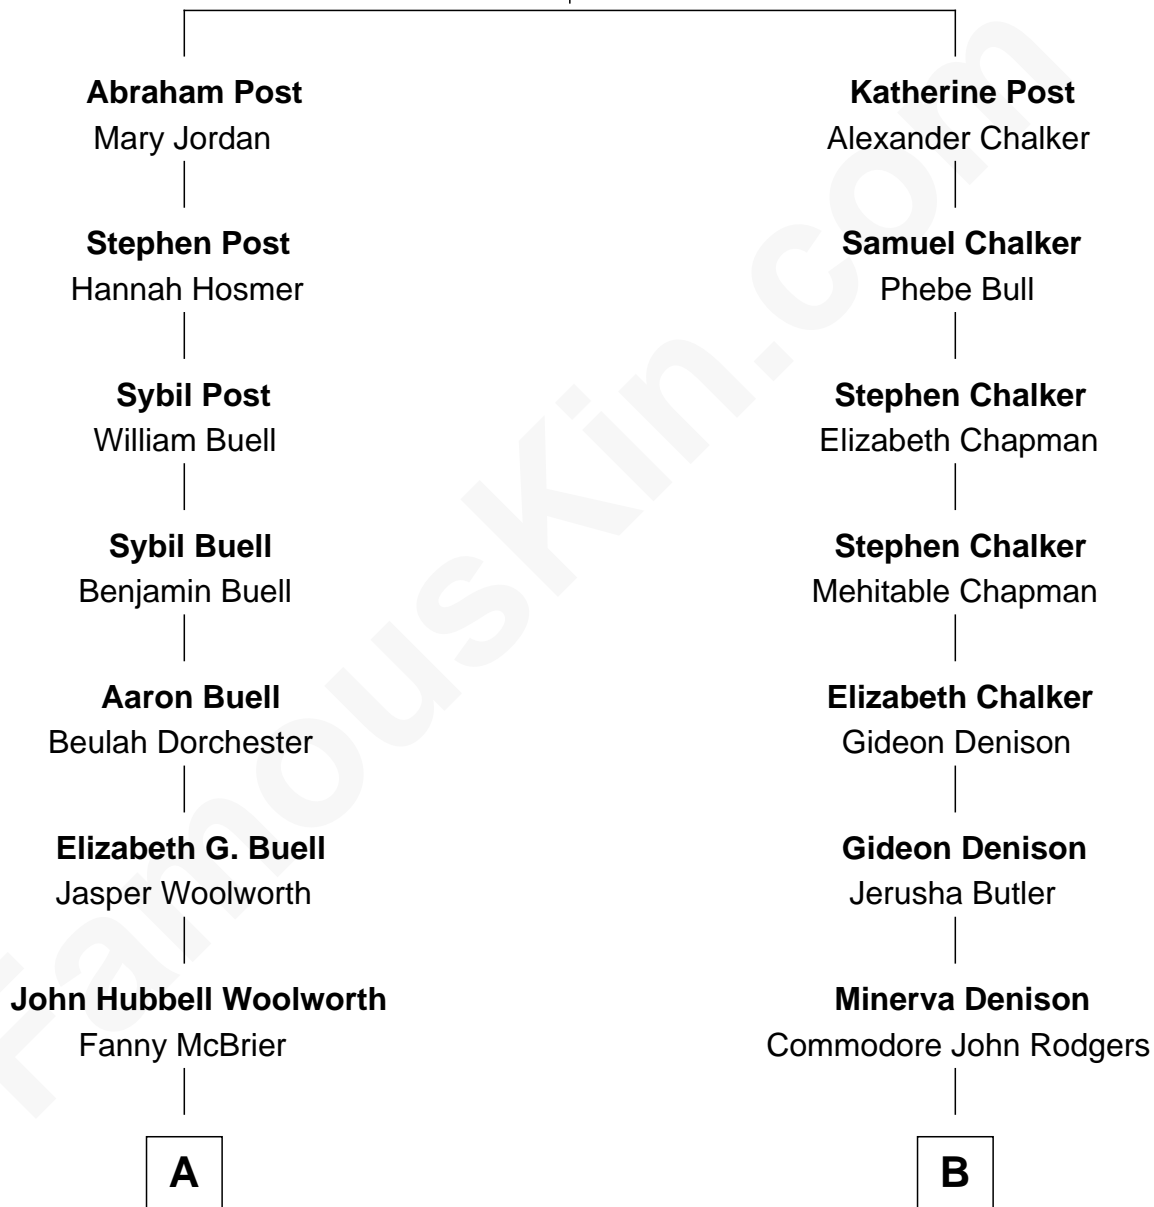 Abraham Post
Mary Jordan
Stephen Post
Hannah Hosmer
Sybil Post
William Buell
Sybil Buell
Benjamin Buell
Aaron Buell
Beulah Dorchester
Elizabeth G. Buell
Jasper Woolworth
John Hubbell Woolworth
Fanny McBrier
A
Katherine Post
Alexander Chalker
Samuel Chalker
Phebe Bull
Stephen Chalker
Elizabeth Chapman
Stephen Chalker
Mehitable Chapman
Elizabeth Chalker
Gideon Denison
Gideon Denison
Jerusha Butler
Minerva Denison
Commodore John Rodgers
B
FamousKin.com